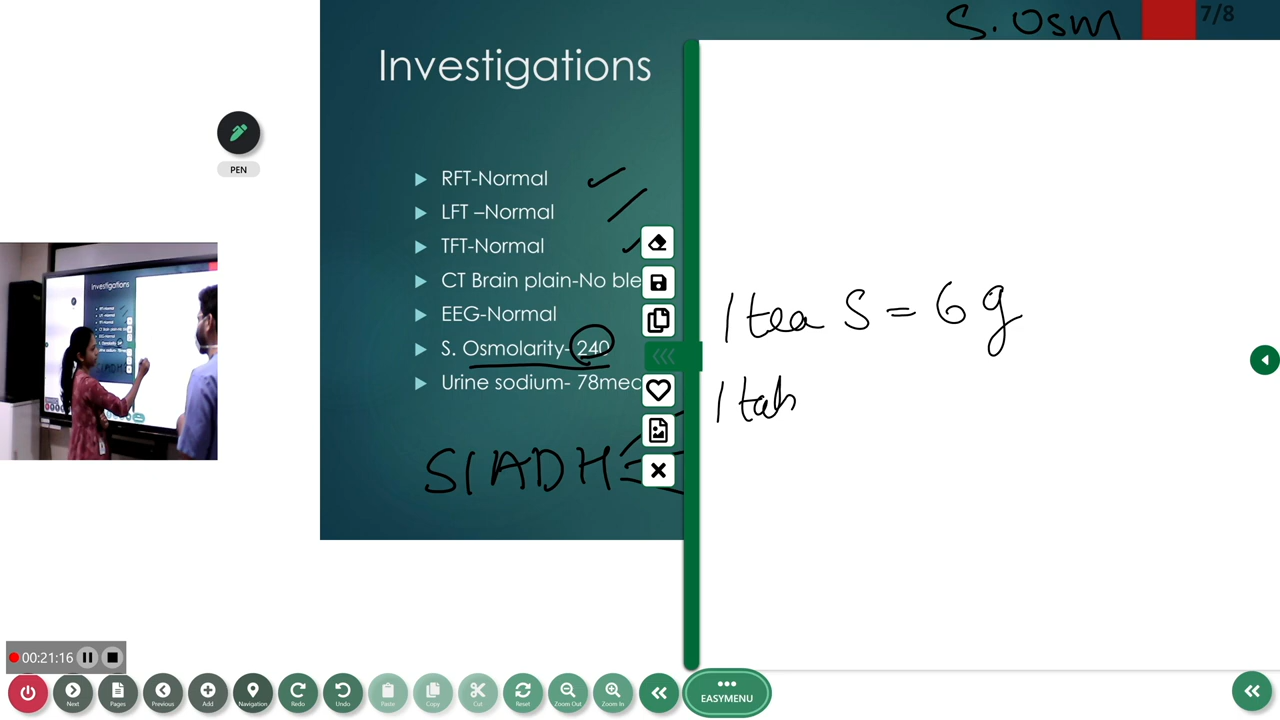 S. Osm
7/8
Investigations
PEN
RFT-Normal
LFT –Normal
TFT-Normal
CT Brain plain-No ble
EEG-Normal
S. Osmolarity- 240
Urine sodium- 78mec
SIADH
1 tea S = 6 g
1 tab
Investigations
00:21:16
Next
Pages
Previous
Add
Navigation
Redo
Undo
Paste
Copy
Cut
Reset
Zoom Out
Zoom In
EASYMENU